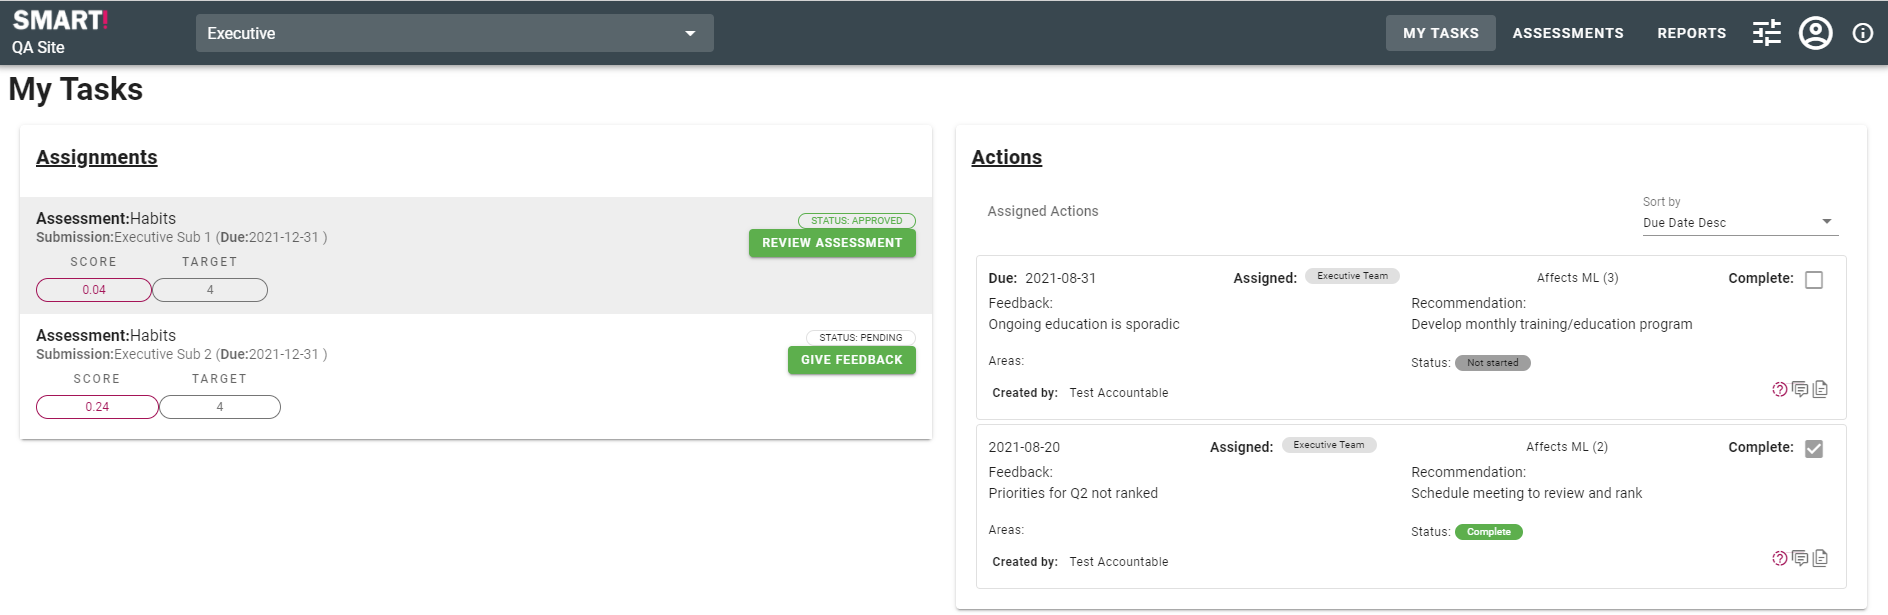 SMART!
QA Site
Executive
MY TASKS
ASSESSMENTS
REPORTS
My Tasks
Assignments
Assessment:Habits
Submission:Executive Sub 1 (Due:2021-12-31 )
STATUS: APPROVED
REVIEW ASSESSMENT
SCORE TARGET
0.04 4
Assessment:Habits
Submission:Executive Sub 2 (Due:2021-12-31 )
STATUS: PENDING
GIVE FEEDBACK
SCORE TARGET
0.24 4
Actions
Assigned Actions
Sort by
Due Date Desc
Due: 2021-08-31 Assigned: Executive Team Affects ML (3) Complete:
Feedback: Recommendation:
Ongoing education is sporadic Develop monthly training/education program
Areas: Status: Not started
Created by: Test Accountable
2021-08-20 Assigned: Executive Team Affects ML (2) Complete:
Feedback: Recommendation:
Priorities for Q2 not ranked Schedule meeting to review and rank
Areas: Status: Complete
Created by: Test Accountable